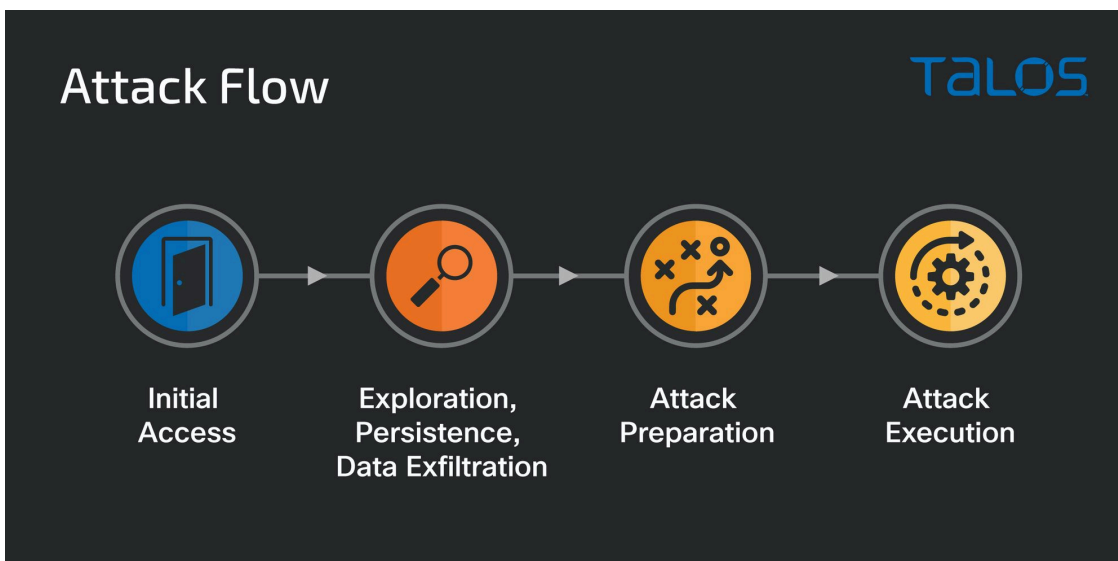 Attack Flow
TALOS
Initial
Access
Exploration,
Persistence,
Data Exfiltration
Attack
Preparation
Attack
Execution